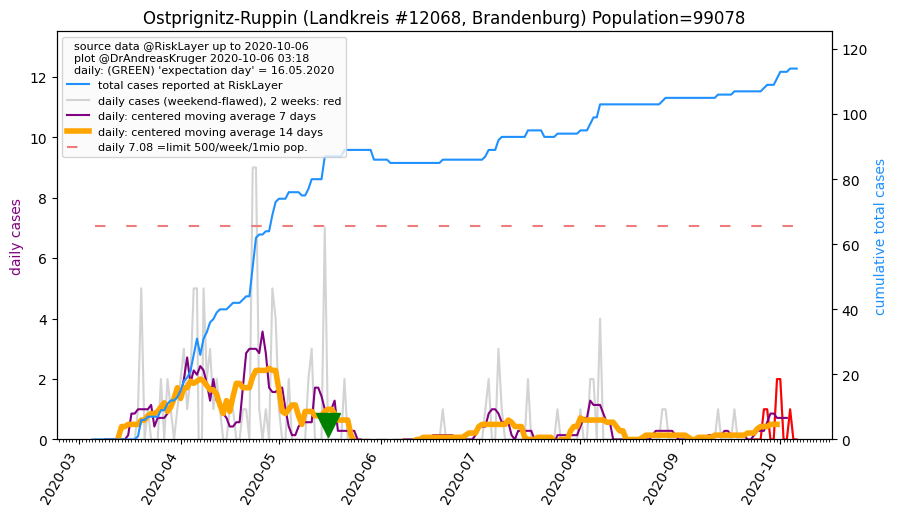 Ostprignitz-Ruppin (Landkreis #12068, Brandenburg) Population=99078
source data @RiskLayer up to 2020-10-06
plot @DrAndreasKruger 2020-10-06 03:18
daily: (GREEN) 'expectation day' = 16.05.2020
total cases reported at RiskLayer
daily cases (weekend-flawed), 2 weeks: red
daily: centered moving average 7 days
daily: centered moving average 14 days
daily 7.08 =limit 500/week/1mio pop.
daily cases
12
10
8
6
4
2
0
120
100
80
60
40
20
0
cumulative total cases
2020-03
2020-04
2020-05
2020-06
2020-07
2020-08
2020-09
2020-10